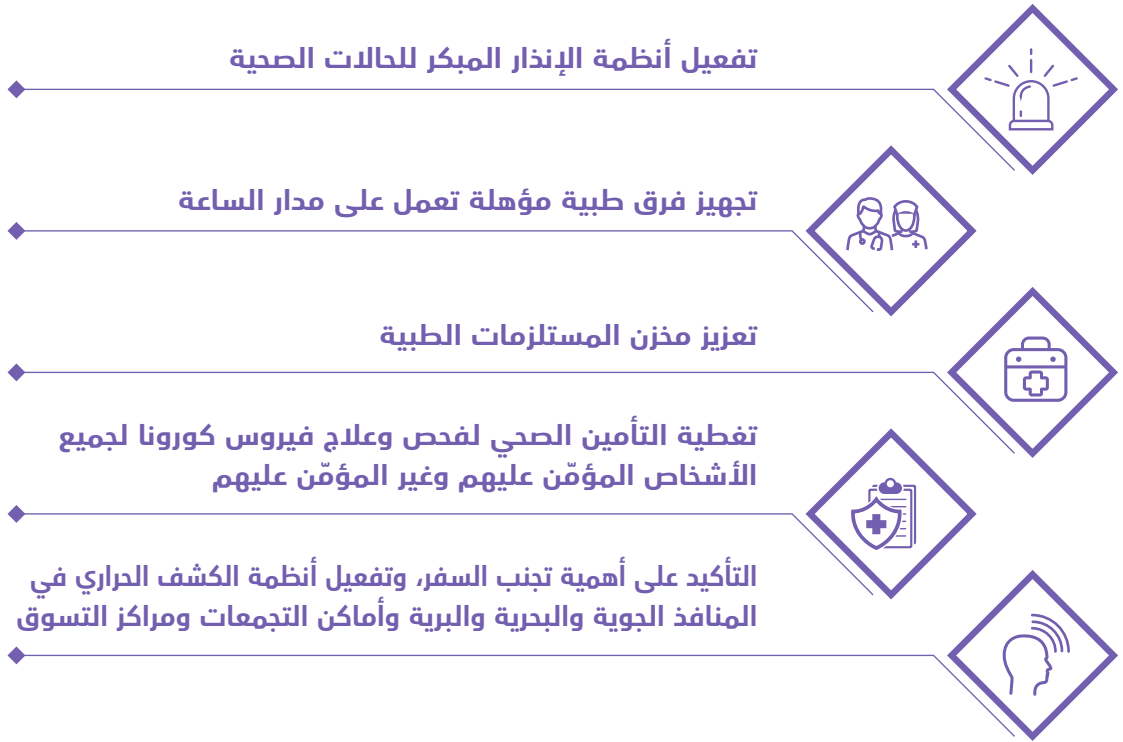 تفعيل أنظمة الإنذار المبكر للحالات الصحية
تجهيز فرق طبية مؤهلة تعمل على مدار الساعة
تعزيز مخزن المستلزمات الطبية
تغطية التأمين الصحي لفحص وعلاج فيروس كورونا لجميع
الأشخاص المؤمّن عليهم وغير المؤمّن عليهم
التأكيد على أهمية تجنب السفر، وتفعيل أنظمة الكشف الحراري في
المنافذ الجوية والبحرية والبرية وأماكن التجمعات ومراكز التسوق